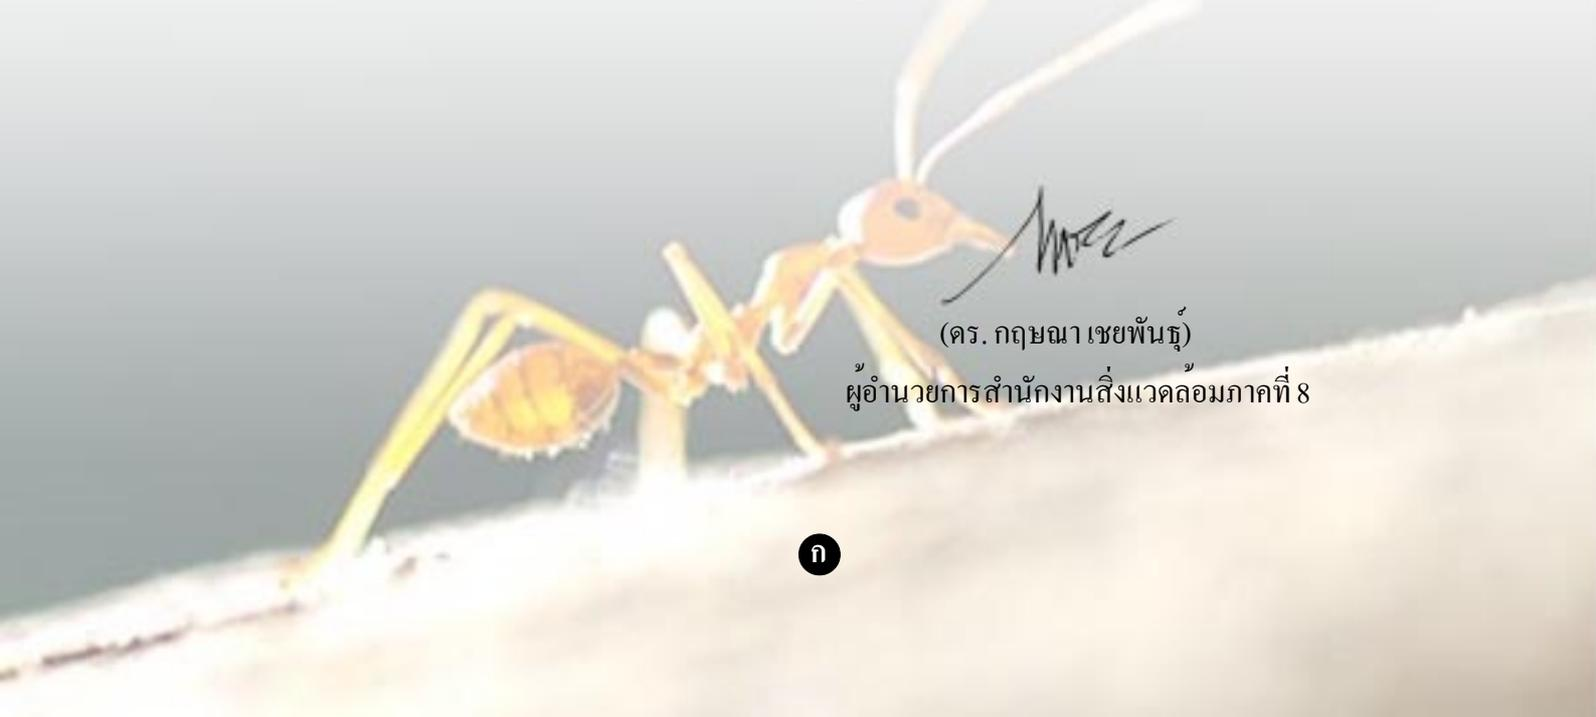 (ดร. กฤษณา เชยพันธุ์)
ผู้อำนวยการสำนักงานสิ่งแวดล้อมภาคที่ 8
ก